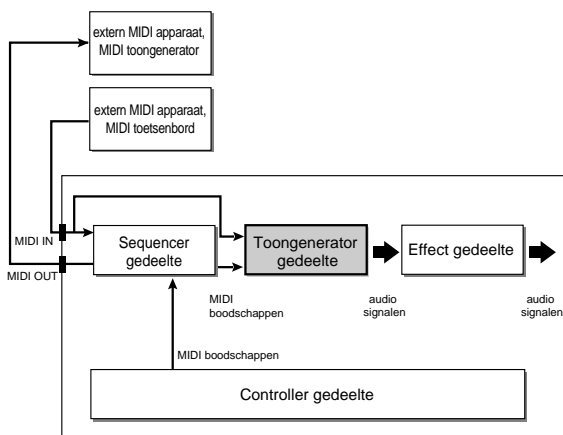 extern MIDI apparaat,
MIDI toongenerator
extern MIDI apparaat,
MIDI toetsenbord
MIDI IN
MIDI OUT
Sequencer
gedeelte
Toongenerator
gedeelte
Effect gedeelte
MIDI
boodschappen
audio
signalen
audio
signalen
MIDI boodschappen
Controller gedeelte